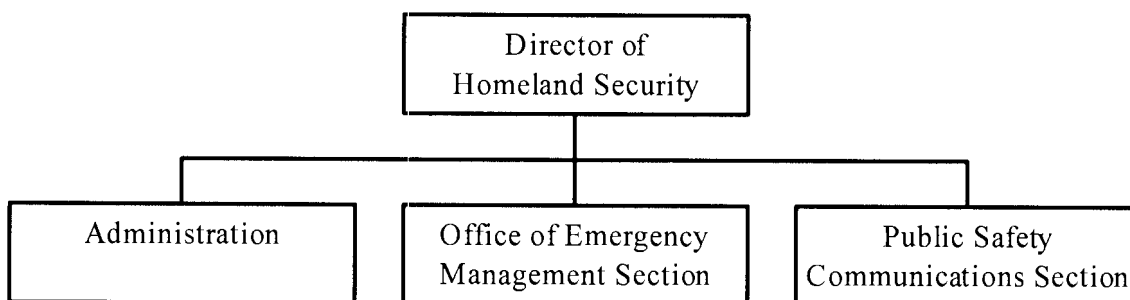 Director of
Homeland Security
Administration
Office of Emergency
Management Section
Public Safety
Communications Section